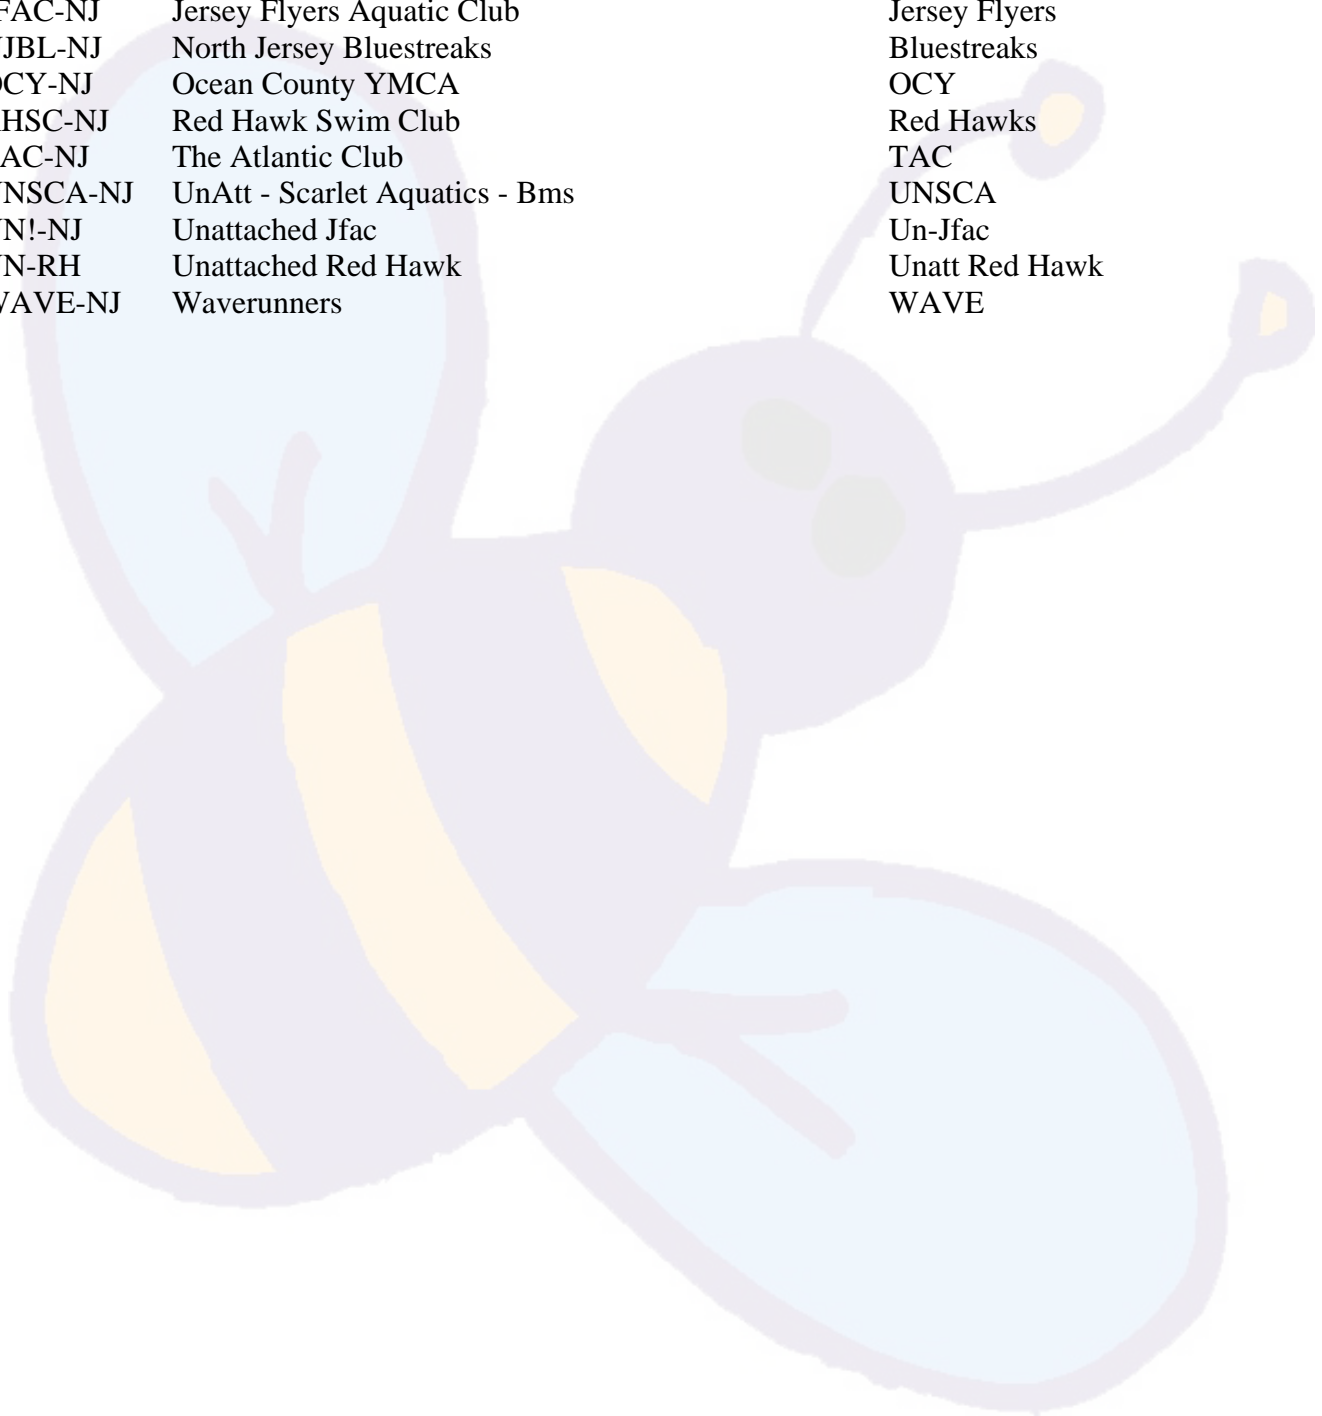 FAC-NJ Jersey Flyers Aquatic Club Jersey Flyers
JBL-NJ North Jersey Bluestreaks Bluestreaks
OCY-NJ Ocean County YMCA OCY
HSC-NJ Red Hawk Swim Club Red Hawks
AC-NJ The Atlantic Club TAC
NSCA-NJ UnAtt - Scarlet Aquatics - Bms UNSCA
N!-NJ Unattached Jfac Un-Jfac
N-RH Unattached Red Hawk Unatt Red Hawk
WAVE-NJ Waverunners WAVE